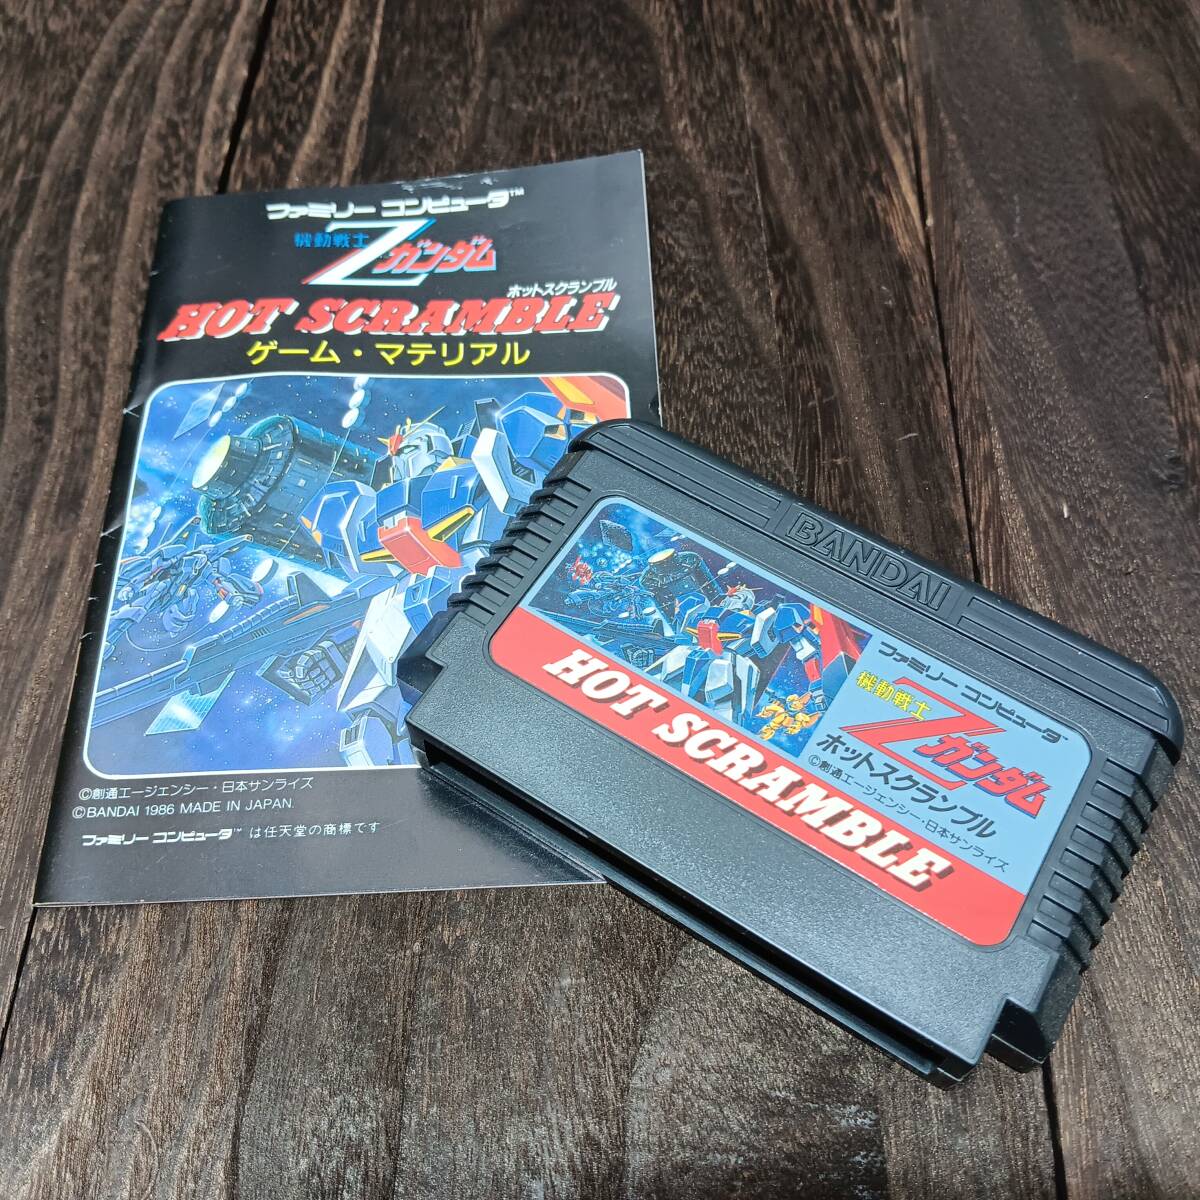 ファミリー コンピュータ™
機動戦士
Zガンダム
ホットスクランブル
HOT SCRAMBLE
ゲーム・マテリアル
©創通エージェンシー・日本サンライズ
©BANDAI 1986 MADE IN JAPAN.
ファミリー コンピュータ™ は任天堂の商標です
BANDAI
ファミリー コンピュータ™
機動戦士
Zガンダム
ホットスクランブル
©創通エージェンシー・日本サンライズ
HOT SCRAMBLE